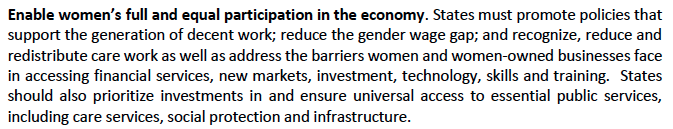 Enable women’s full and equal participation in the economy. States must promote policies that
support the generation of decent work; reduce the gender wage gap; and recognize, reduce and
redistribute care work as well as address the barriers women and women-owned businesses face
in accessing financial services, new markets, investment, technology, skills and training.  States
should also prioritize investments in and ensure universal access to essential public services,
including care services, social protection and infrastructure.